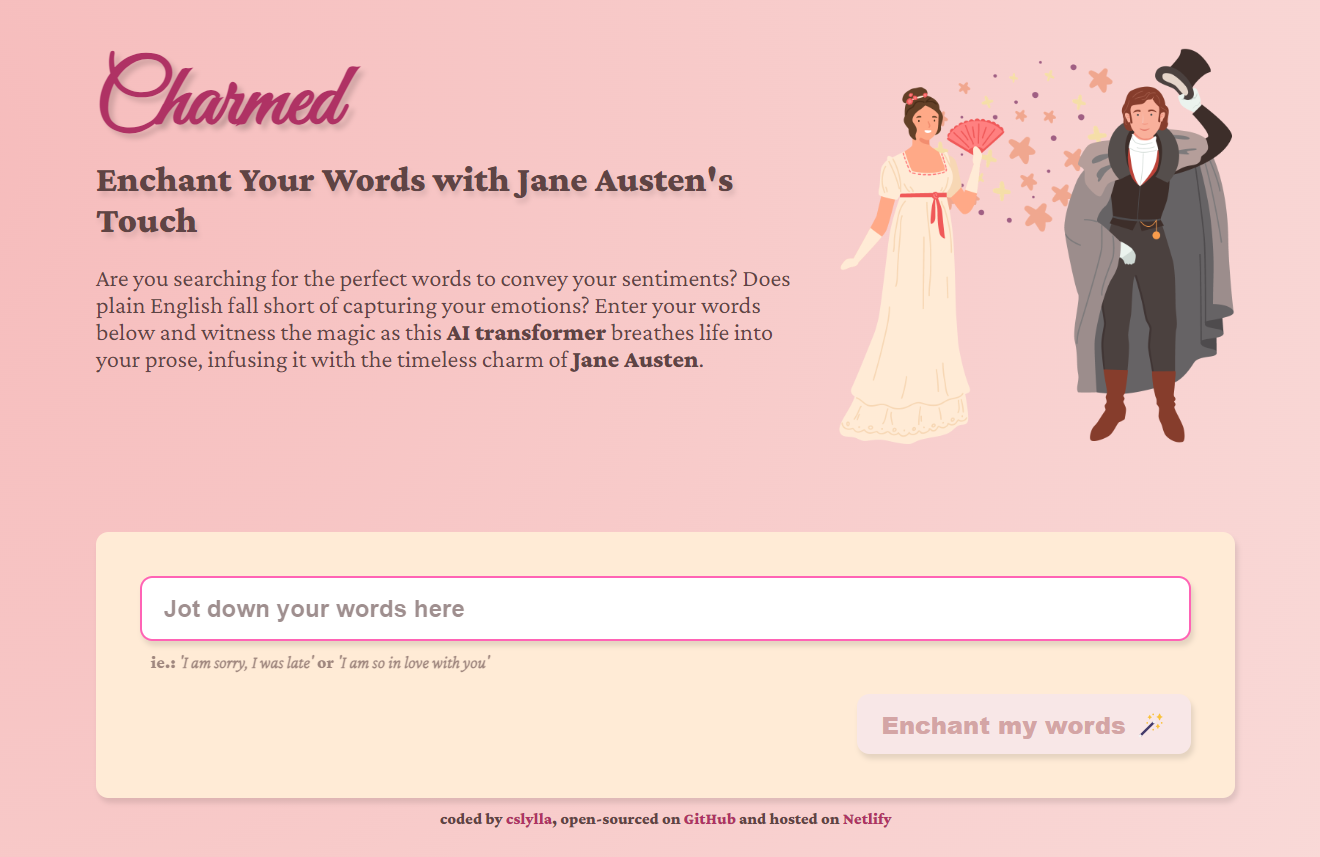 Charmed
Enchant Your Words with Jane Austen's
Touch
Are you searching for the perfect words to convey your sentiments? Does
plain English fall short of capturing your emotions? Enter your words
below and witness the magic as this AI transformer breathes life into
your prose, infusing it with the timeless charm of Jane Austen.
Jot down your words here
ie.: 'I am sorry, I was late' or 'I am so in love with you'
Enchant my words
coded by cslylla, open-sourced on GitHub and hosted on Netlify